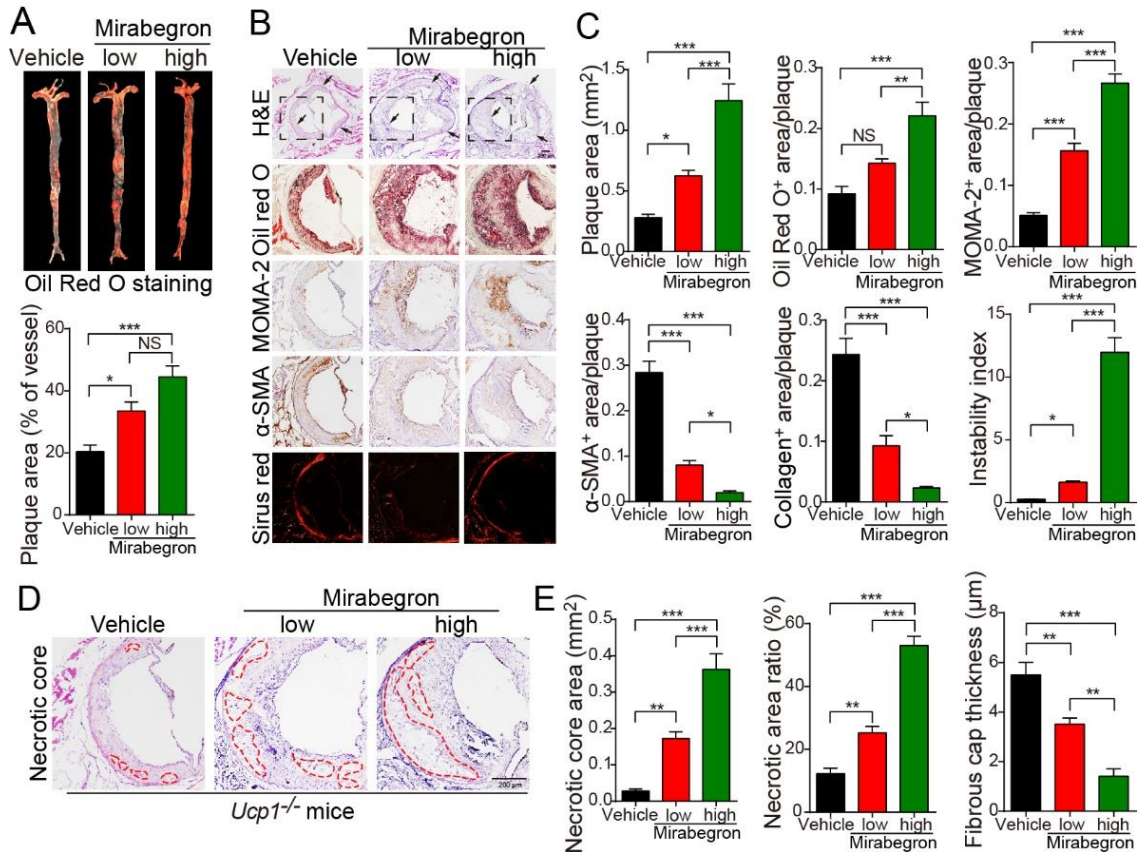 A
Mirabegron
Vehicle low high
Oil Red O staining
Plaque area (% of vessel)
60
40
20
0
***
NS
*
Vehicle low high
Mirabegron
B
Mirabegron
Vehicle low high
H&E
Oil red O
MOMA-2
α-SMA
Sirus red
C
Plaque area (mm2)
1.5
1.0
0.5
0.0
***
***
*
Vehicle low high
Mirabegron
Oil Red O+ area/plaque
0.3
0.2
0.1
0.0
***
**
NS
Vehicle low high
Mirabegron
MOMA-2+ area/plaque
0.3
0.2
0.1
0.0
***
***
***
Vehicle low high
Mirabegron
α-SMA+ area/plaque
0.4
0.3
0.2
0.1
0.0
***
***
*
Vehicle low high
Mirabegron
Collagen+ area/plaque
0.3
0.2
0.1
0.0
***
***
*
Vehicle low high
Mirabegron
Instability index
15
10
5
0
***
***
*
Vehicle low high
Mirabegron
D
Mirabegron
Vehicle low high
Necrotic core
200 μm
Ucp1-/- mice
E
Necrotic core area (mm2)
0.5
0.4
0.3
0.2
0.1
0.0
***
***
**
Vehicle low high
Mirabegron
Necrotic area ratio (%)
80
60
40
20
0
***
***
**
Vehicle low high
Mirabegron
Fibrous cap thickness (μm)
8
6
4
2
0
***
**
**
Vehicle low high
Mirabegron